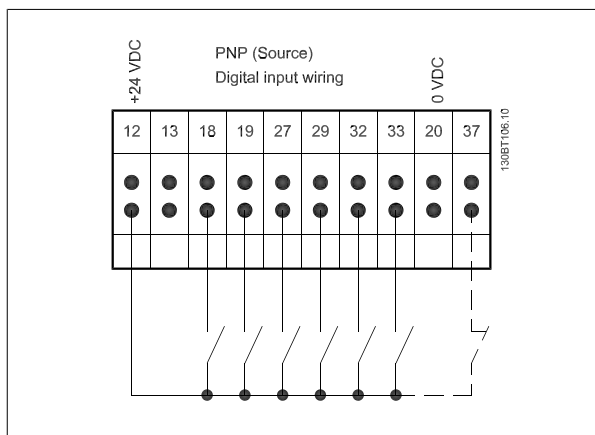 +24 VDC
PNP (Source)
Digital input wiring
0 VDC
12 13 18 19 27 29 32 33 20 37
130BT106.10